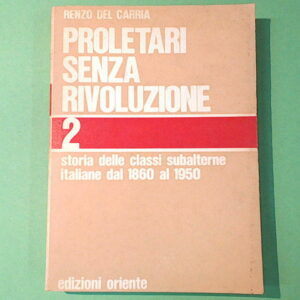 RENZO DEL CARRIA
PROLETARI
SENZA
RIVOLUZIONE
2
storia delle classi subalterne
italiane dal 1860 al 1950
edizioni oriente